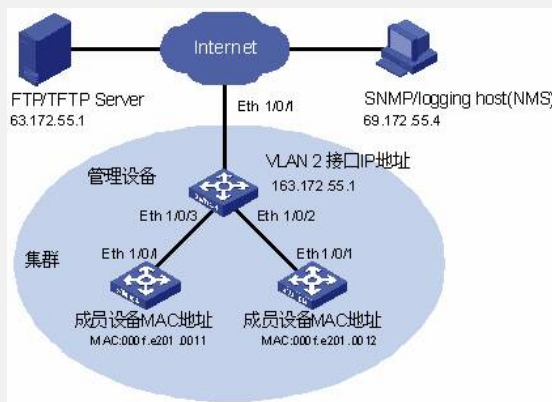 Internet
FTP/TFTP Server
63.172.55.1
SNMP/logging host(NMS)
69.172.55.4
Eth 1/0/1
VLAN 2 接口IP地址
163.172.55.1
管理设备
Eth 1/0/3
Eth 1/0/2
集群
Eth 1/0/1
Eth 1/0/1
成员设备MAC地址
MAC:000f.e201.0011
成员设备MAC地址
MAC:000f.e201.0012